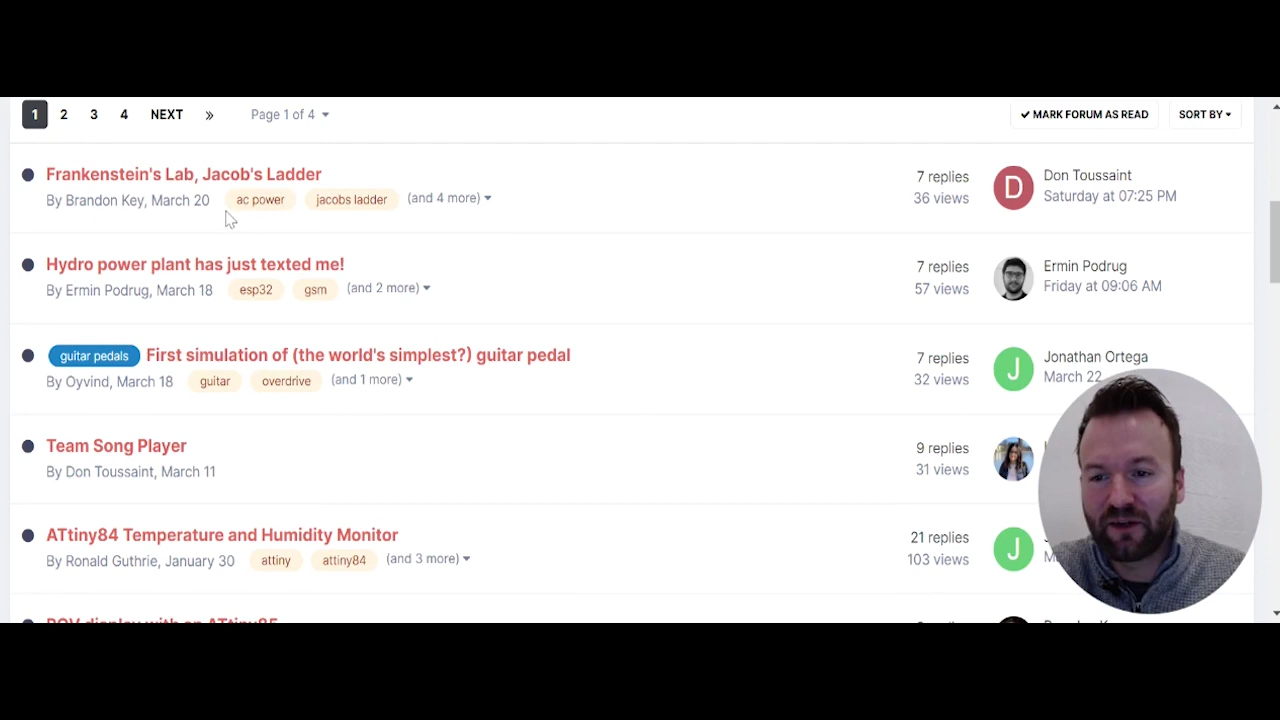 1 2 3 4 NEXT » Page 1 of 4
✔ MARK FORUM AS READ SORT BY
Frankenstein's Lab, Jacob's Ladder
By Brandon Key, March 20 ac power jacobs ladder (and 4 more)
7 replies
36 views
D
Don Toussaint
Saturday at 07:25 PM
Hydro power plant has just texted me!
By Ermin Podrug, March 18 esp32 gsm (and 2 more)
7 replies
57 views
Ermin Podrug
Friday at 09:06 AM
guitar pedals First simulation of (the world's simplest?) guitar pedal
By Oyvind, March 18 guitar overdrive (and 1 more)
7 replies
32 views
J
Jonathan Ortega
March 22
Team Song Player
By Don Toussaint, March 11
9 replies
31 views
ATtiny84 Temperature and Humidity Monitor
By Ronald Guthrie, January 30 attiny attiny84 (and 3 more)
21 replies
103 views
J
POV display with an ATtiny85